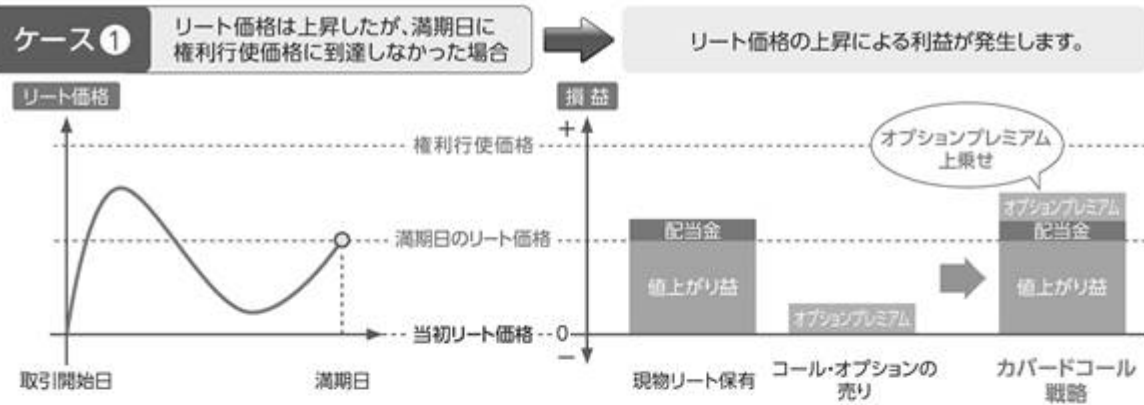 ケース❶
リート価格は上昇したが、満期日に
権利行使価格に到達しなかった場合
リート価格の上昇による利益が発生します。
リート価格
損益
+
権利行使価格
オプションプレミアム
上乗せ
オプションプレミアム
配当金
配当金
満期日のリート価格
値上がり益
値上がり益
オプションプレミアム
当初リート価格
0
−
取引開始日
満期日
現物リート保有
コール・オプションの
売り
カバードコール
戦略